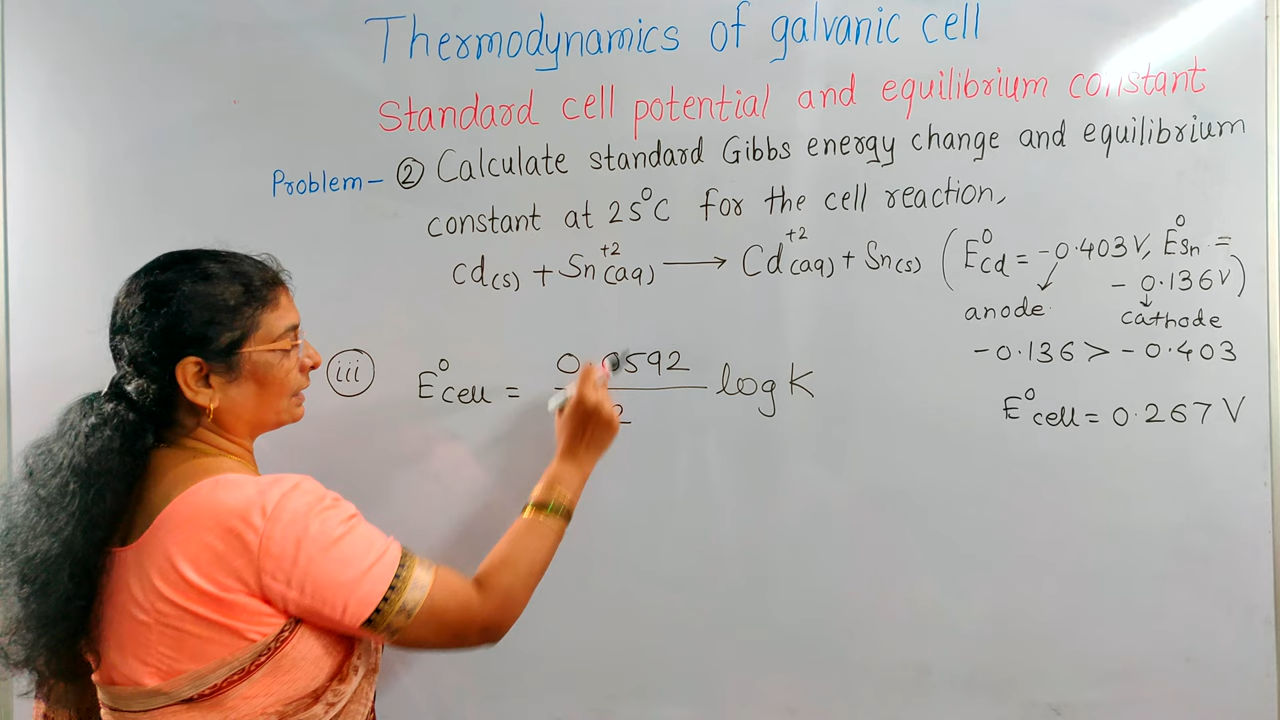 Thermodynamics of galvanic cell
Standard cell potential and equilibrium constant
Problem- ② Calculate standard Gibbs energy change and equilibrium
constant at 25°C for the cell reaction,
Cd(s) + Sn⁺²(aq) ⟶ Cd⁺²(aq) + Sn(s) (E°Cd = -0.403V, E°Sn =
- 0.136V)
anode cathode
-0.136 > -0.403
(iii) E°cell = 0.0592/2 log K
E°cell = 0.267 V